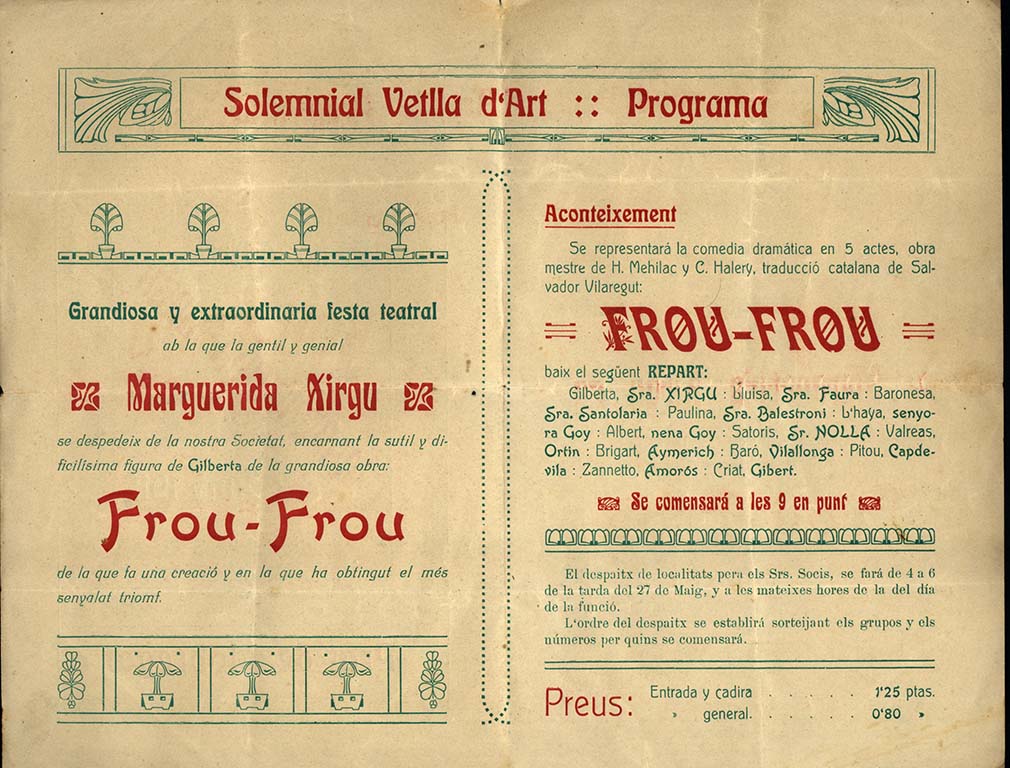 Solemnial Vetlla d'Art :: Programa
Grandiosa y extraordinaria festa teatral
ab la que la gentil y genial
Marguerida Xirgu
se despedeix de la nostra Societat, encarnant la sutil y di-
ficilísima figura de Gilberta de la grandiosa obra:
Frou-Frou
de la que fa una creació y en la que ha obtingut el més
senyalat triomf.
Aconteixement
Se representará la comedia dramática en 5 actes, obra
mestre de H. Mehilac y C. Halery, traducció catalana de Sal-
vador Vilaregut:
FROU-FROU
baix el següent REPART:
Gilberta, Sra. XIRGU : Lluisa, Sra. Faura : Baronesa,
Sra. Santolaria : Paulina, Sra. Balestroni : L'haya, senyo-
ra Goy : Albert, nena Goy : Satoris, Sr. NOLLA : Valreas,
Ortin : Brigart, Aymerich : Baró, Vilallonga : Pitou, Capde-
vila : Zannetto, Amorós : Criat, Gibert.
Se comensará a les 9 en punt
El despaitx de localitats pera els Srs. Socis, se fará de 4 a 6
de la tarda del 27 de Maig, y a les mateixes hores de la del día
de la funció.
L'ordre del despaitx se establirá sorteijant els grupos y els
números per quins se comensará.
Preus: Entrada y cadira . . . . . 1'25 ptas.
» general. . . . . . 0'80 »